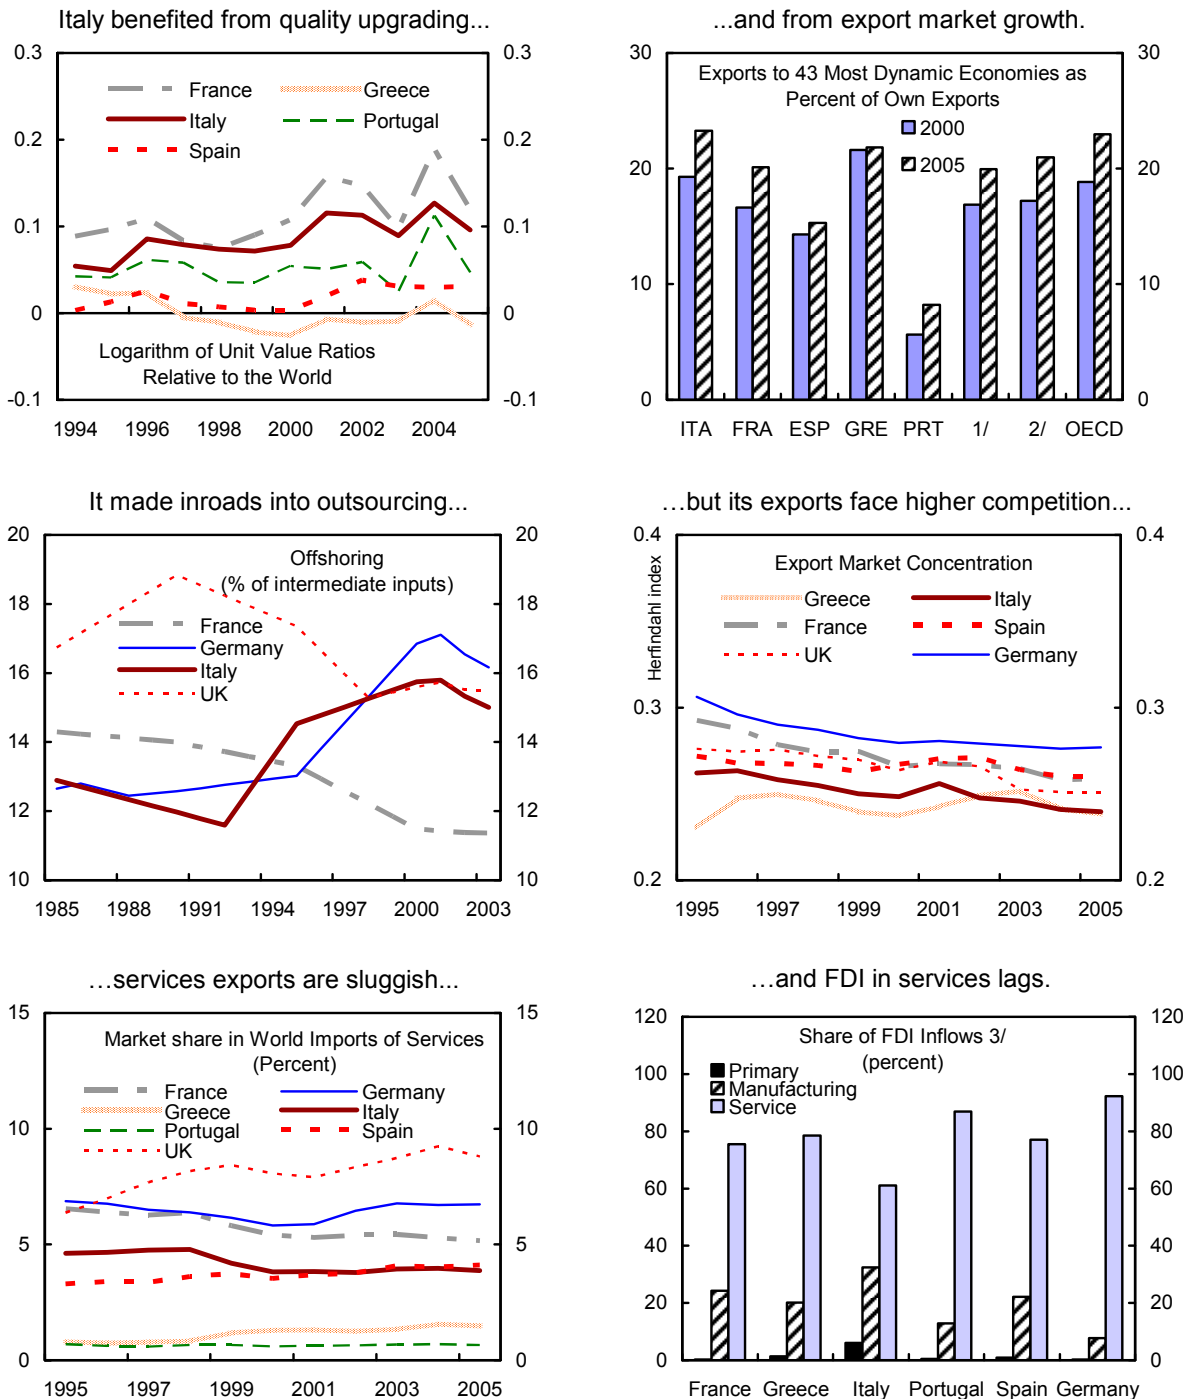 Italy benefited from quality upgrading...
0.3
0.2
0.1
0
-0.1
0.3
0.2
0.1
0
-0.1
France
Greece
Italy
Portugal
Spain
Logarithm of Unit Value Ratios
Relative to the World
1994 1996 1998 2000 2002 2004
...and from export market growth.
30
20
10
0
30
20
10
0
Exports to 43 Most Dynamic Economies as
Percent of Own Exports
2000
2005
ITA FRA ESP GRE PRT 1/ 2/ OECD
It made inroads into outsourcing...
20
18
16
14
12
10
20
18
16
14
12
10
Offshoring
(% of intermediate inputs)
France
Germany
Italy
UK
1985 1988 1991 1994 1997 2000 2003
…but its exports face higher competition...
0.4
0.3
0.2
0.4
0.3
0.2
Herfindahl index
Export Market Concentration
Greece
Italy
France
Spain
UK
Germany
1995 1997 1999 2001 2003 2005
…services exports are sluggish...
15
10
5
0
15
10
5
0
Market share in World Imports of Services
(Percent)
France
Germany
Greece
Italy
Portugal
Spain
UK
1995 1997 1999 2001 2003 2005
…and FDI in services lags.
120
100
80
60
40
20
0
120
100
80
60
40
20
0
Share of FDI Inflows 3/
(percent)
Primary
Manufacturing
Service
France Greece Italy Portugal Spain Germany